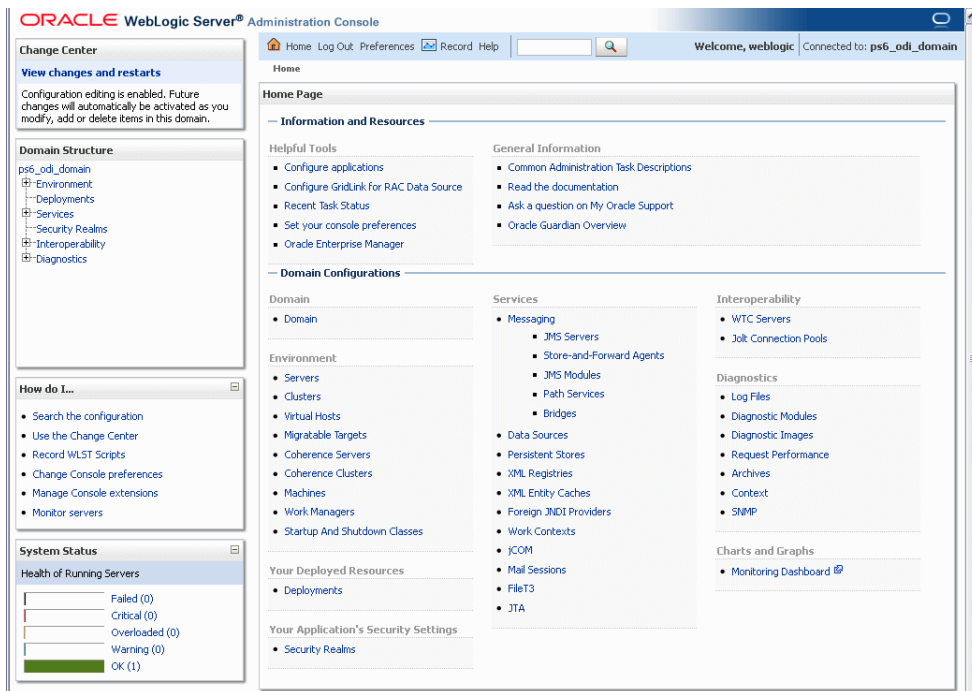 ORACLE WebLogic Server® Administration Console
Change Center
View changes and restarts
Configuration editing is enabled. Future
changes will automatically be activated as you
modify, add or delete items in this domain.
Domain Structure
ps6_odi_domain
Environment
Deployments
Services
Security Realms
Interoperability
Diagnostics
How do I...
Search the configuration
Use the Change Center
Record WLST Scripts
Change Console preferences
Manage Console extensions
Monitor servers
System Status
Health of Running Servers
Failed (0)
Critical (0)
Overloaded (0)
Warning (0)
OK (1)
Home Log Out Preferences Record Help
Welcome, weblogic Connected to: ps6_odi_domain
Home
Home Page
Information and Resources
Helpful Tools
Configure applications
Configure GridLink for RAC Data Source
Recent Task Status
Set your console preferences
Oracle Enterprise Manager
General Information
Common Administration Task Descriptions
Read the documentation
Ask a question on My Oracle Support
Oracle Guardian Overview
Domain Configurations
Domain
Domain
Environment
Servers
Clusters
Virtual Hosts
Migratable Targets
Coherence Servers
Coherence Clusters
Machines
Work Managers
Startup And Shutdown Classes
Your Deployed Resources
Deployments
Your Application's Security Settings
Security Realms
Services
Messaging
JMS Servers
Store-and-Forward Agents
JMS Modules
Path Services
Bridges
Data Sources
Persistent Stores
XML Registries
XML Entity Caches
Foreign JNDI Providers
Work Contexts
jCOM
Mail Sessions
FileT3
JTA
Interoperability
WTC Servers
Jolt Connection Pools
Diagnostics
Log Files
Diagnostic Modules
Diagnostic Images
Request Performance
Archives
Context
SNMP
Charts and Graphs
Monitoring Dashboard